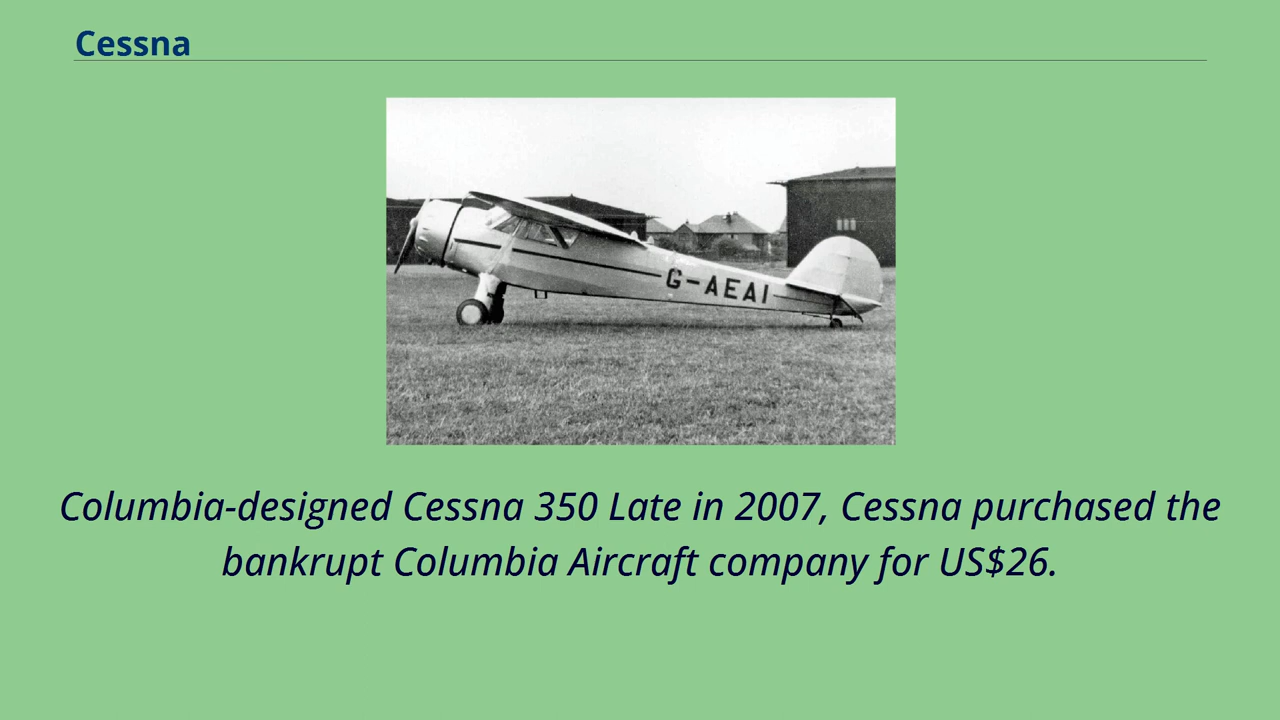 Cessna
G-AEAI
Columbia-designed Cessna 350 Late in 2007, Cessna purchased the
bankrupt Columbia Aircraft company for US$26.